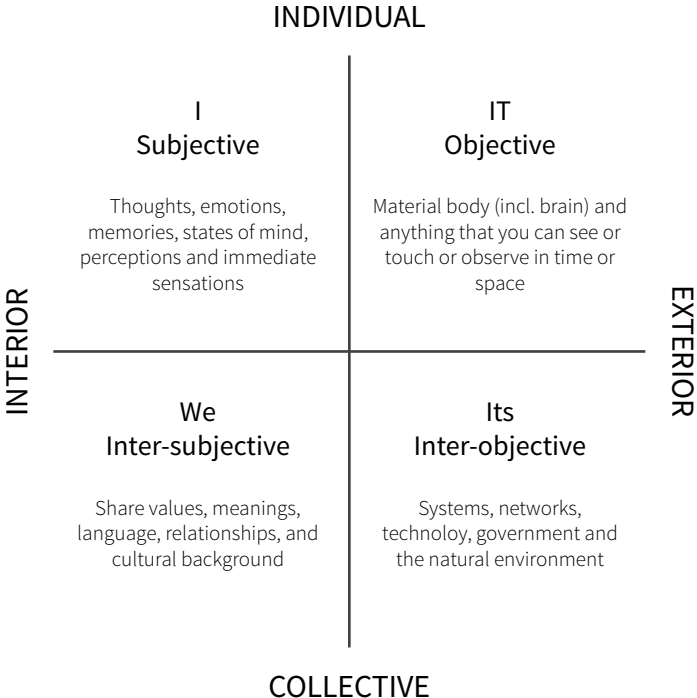 INDIVIDUAL
I
Subjective
Thoughts, emotions,
memories, states of mind,
perceptions and immediate
sensations
IT
Objective
Material body (incl. brain) and
anything that you can see or
touch or observe in time or
space
INTERIOR
EXTERIOR
We
Inter-subjective
Share values, meanings,
language, relationships, and
cultural background
Its
Inter-objective
Systems, networks,
technoloy, government and
the natural environment
COLLECTIVE